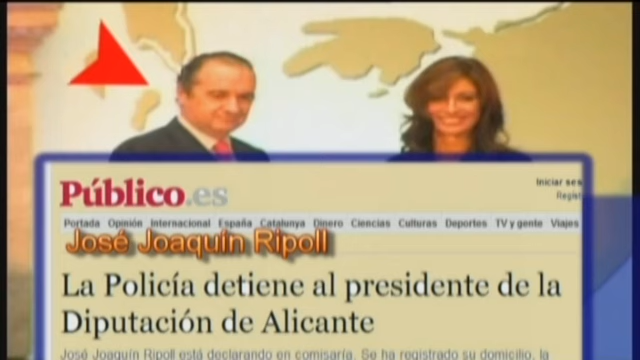 Público.es
Iniciar ses
Regist
Portada Opinión Internacional España Catalunya Dinero Ciencias Culturas Deportes TV y gente Viajes
José Joaquín Ripoll
La Policía detiene al presidente de la
Diputación de Alicante
José Joaquín Ripoll está declarando en comisaría. Se ha registrado su domicilio, la